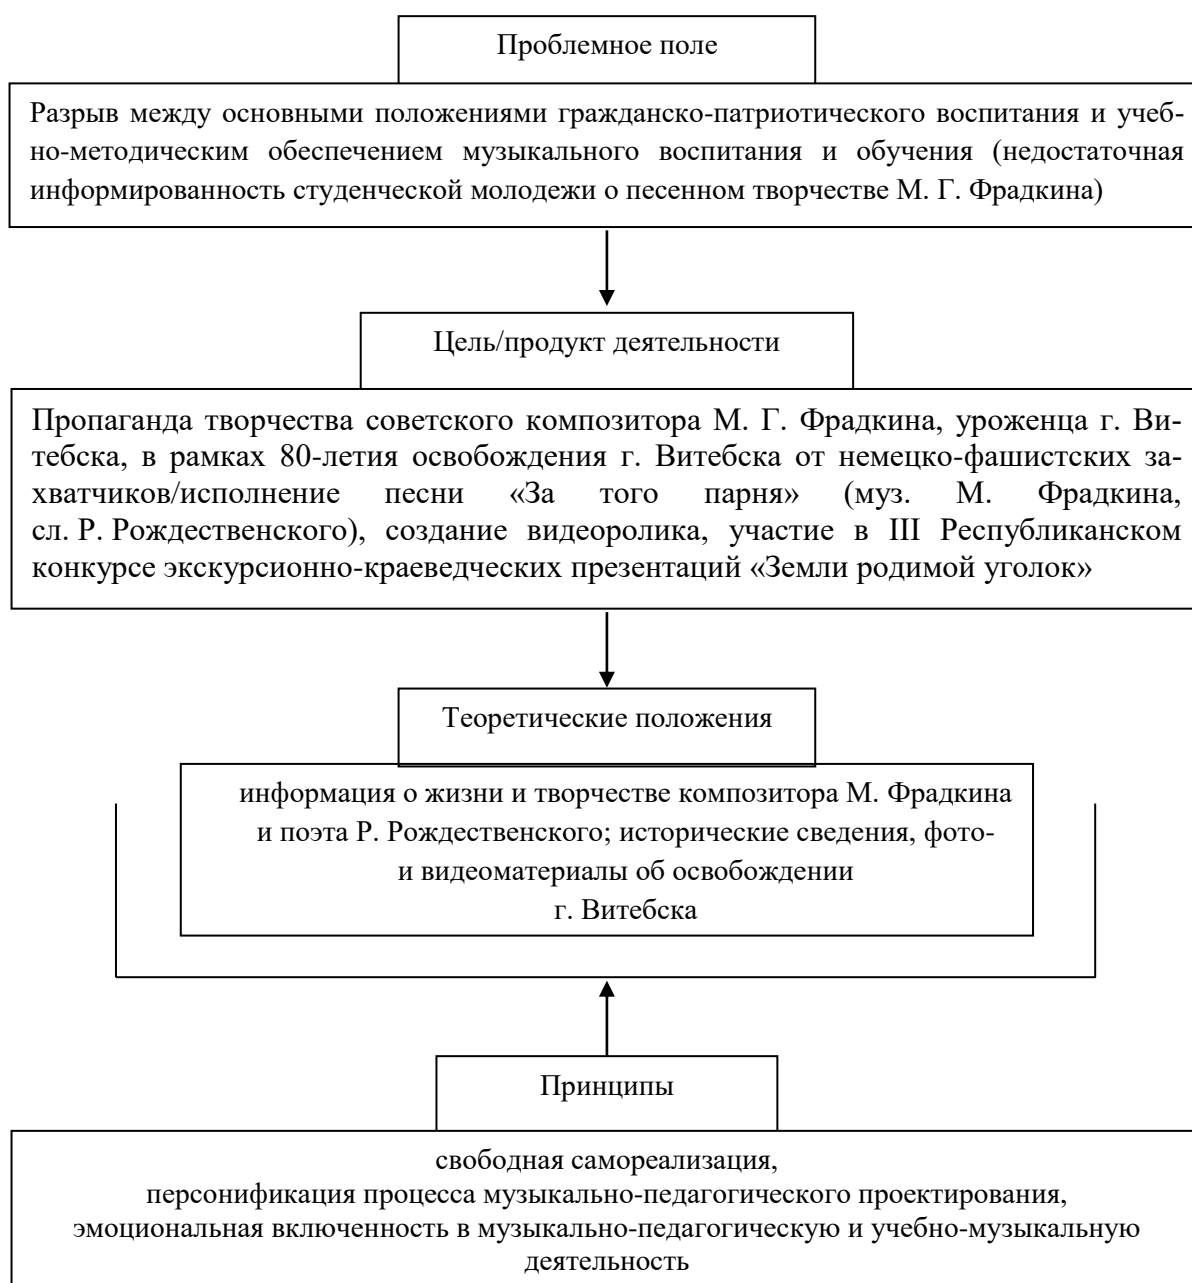 Проблемное поле
Разрыв между основными положениями гражданско-патриотического воспитания и учеб-
но-методическим обеспечением музыкального воспитания и обучения (недостаточная
информированность студенческой молодежи о песенном творчестве М. Г. Фрадкина)
Цель/продукт деятельности
Пропаганда творчества советского композитора М. Г. Фрадкина, уроженца г. Ви-
тебска, в рамках 80-летия освобождения г. Витебска от немецко-фашистских за-
хватчиков/исполнение песни «За того парня» (муз. М. Фрадкина,
сл. Р. Рождественского), создание видеоролика, участие в III Республиканском
конкурсе экскурсионно-краеведческих презентаций «Земли родимой уголок»
Теоретические положения
информация о жизни и творчестве композитора М. Фрадкина
и поэта Р. Рождественского; исторические сведения, фото-
и видеоматериалы об освобождении
г. Витебска
Принципы
свободная самореализация,
персонификация процесса музыкально-педагогического проектирования,
эмоциональная включенность в музыкально-педагогическую и учебно-музыкальную
деятельность